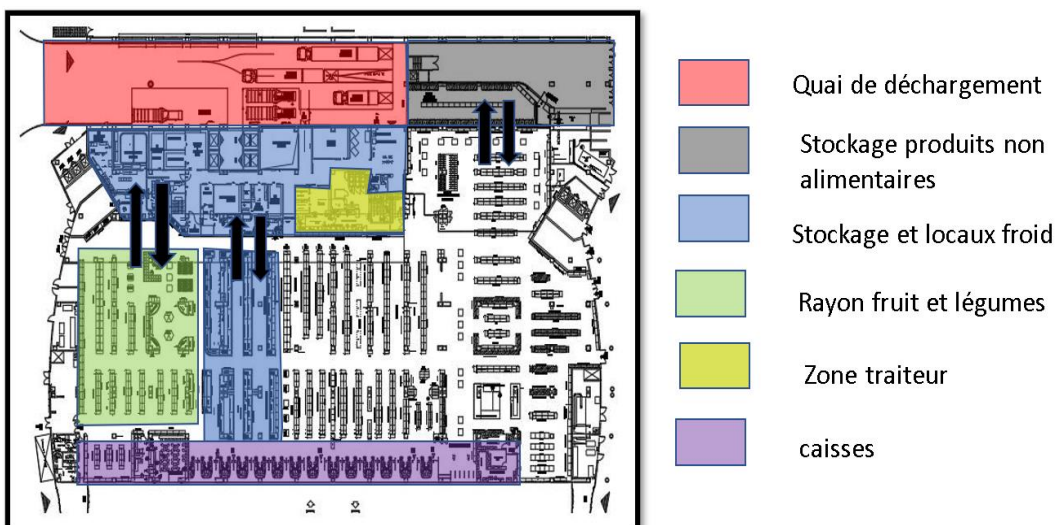 Quai de déchargement
Stockage produits non
alimentaires
Stockage et locaux froid
Rayon fruit et légumes
Zone traiteur
caisses